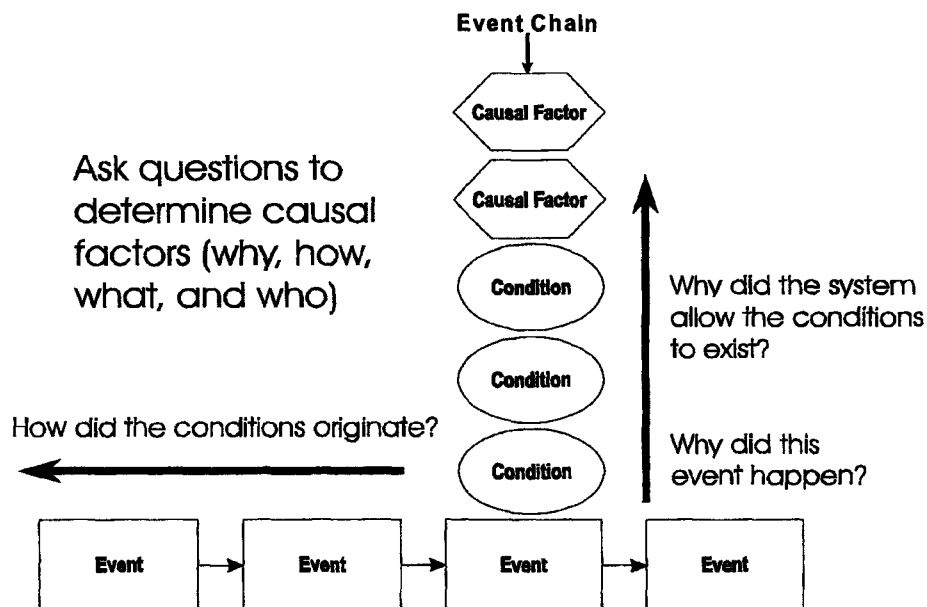 Event Chain
Causal Factor
Causal Factor
Ask questions to
determine causal
factors (why, how,
what, and who)
Condition
Why did the system
allow the conditions
to exist?
Condition
How did the conditions originate?
Condition
Why did this
event happen?
Event
Event
Event
Event